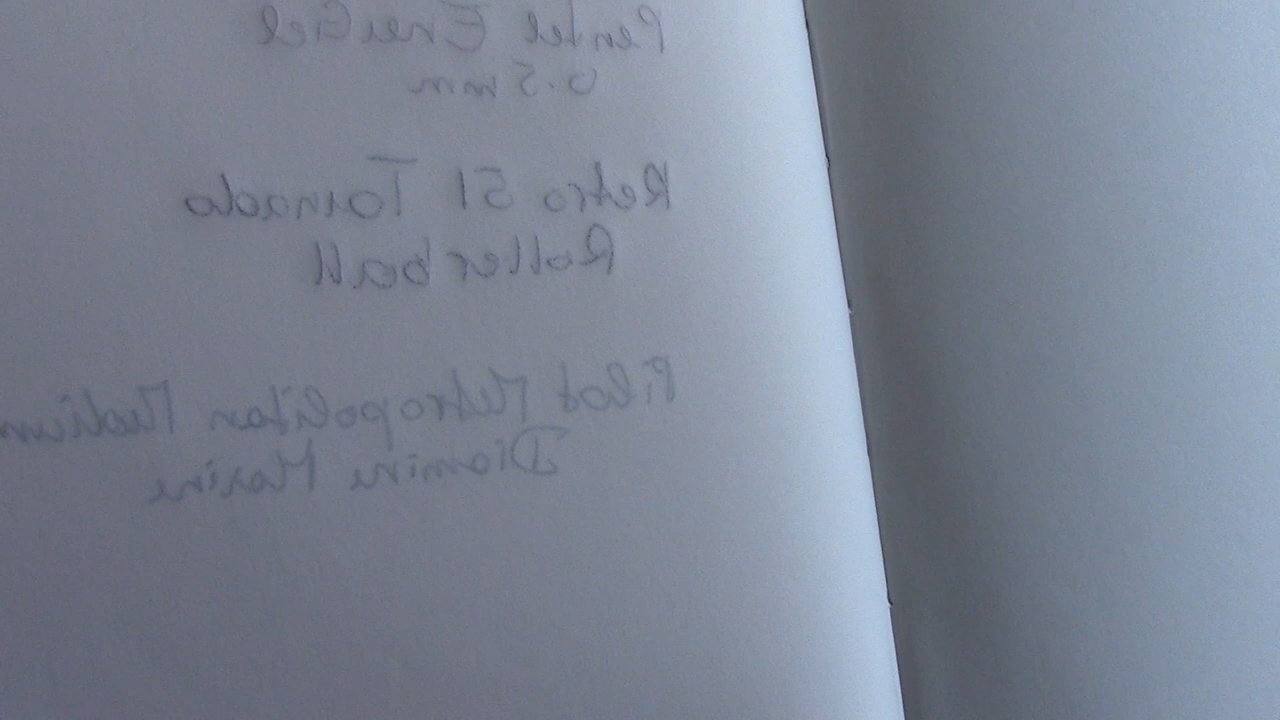 Pentel EnerGel
0.5mm
Retro 51 Tornado
Rollerball
Pilot Metropolitan Medium
Diamine Marine